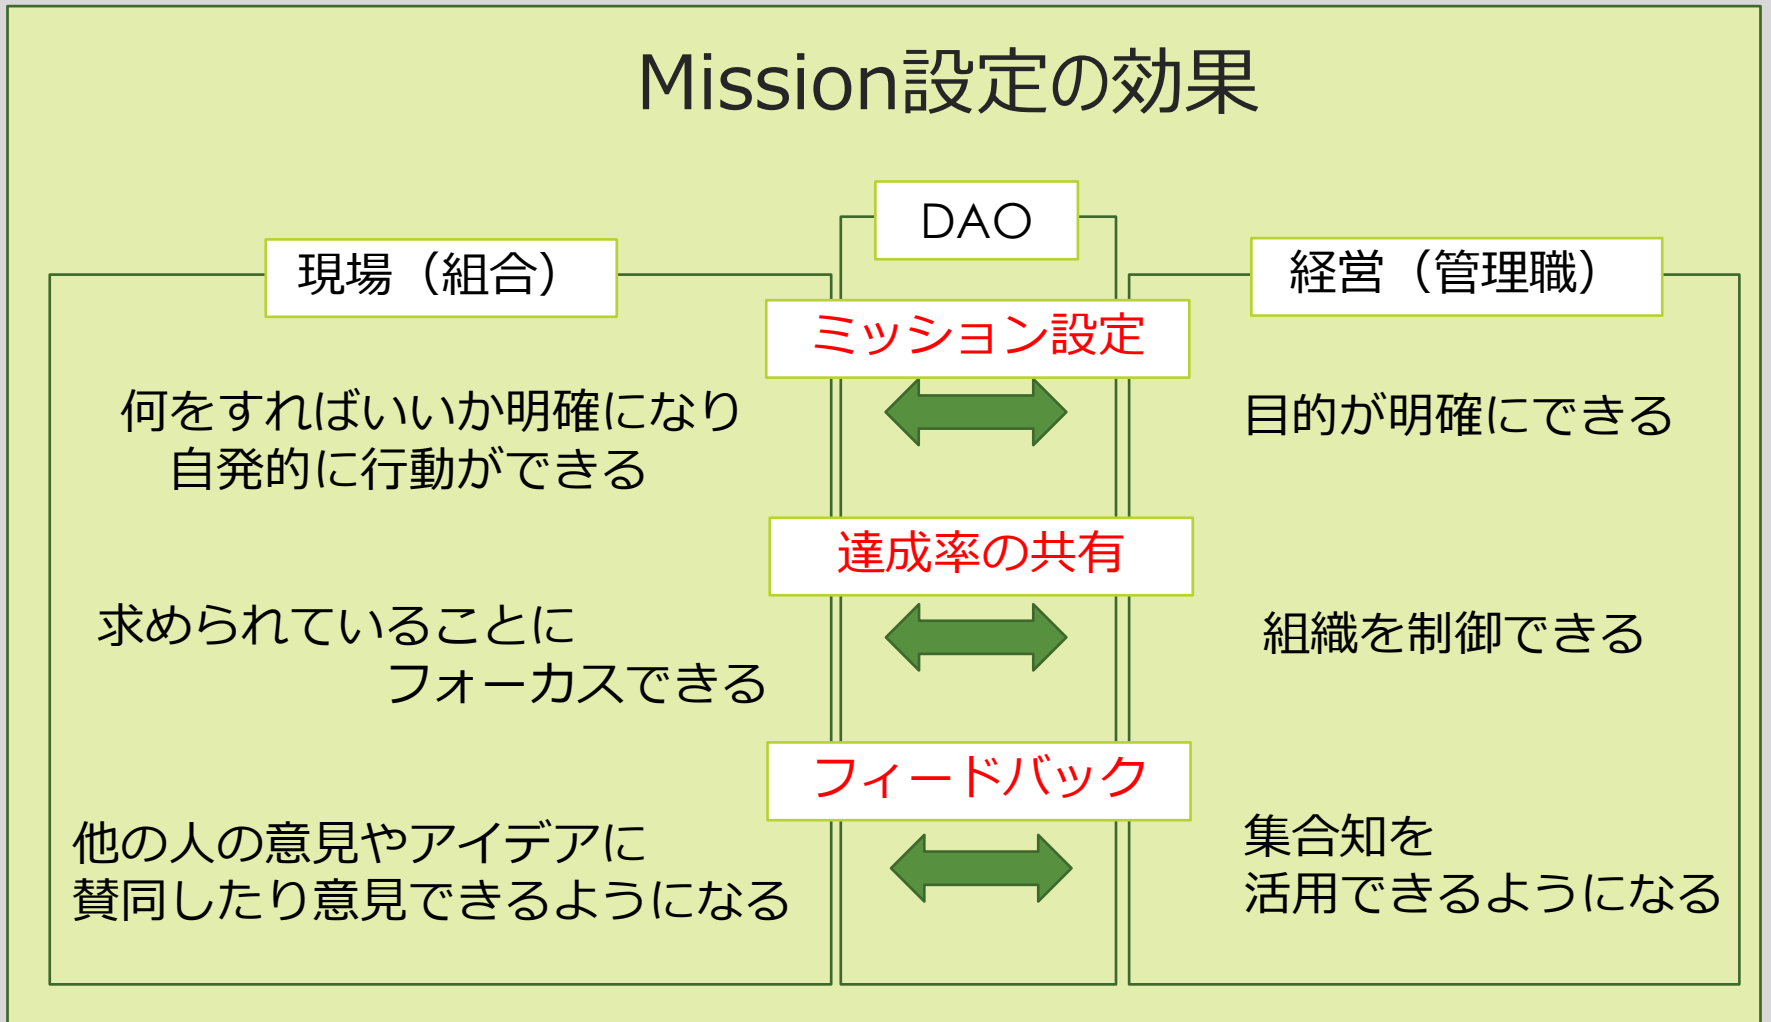 Mission設定の効果
DAO
現場（組合）
経営（管理職）
ミッション設定
何をすればいいか明確になり
自発的に行動ができる
目的が明確にできる
達成率の共有
求められていることに
フォーカスできる
組織を制御できる
フィードバック
他の人の意見やアイデアに
賛同したり意見できるようになる
集合知を
活用できるようになる